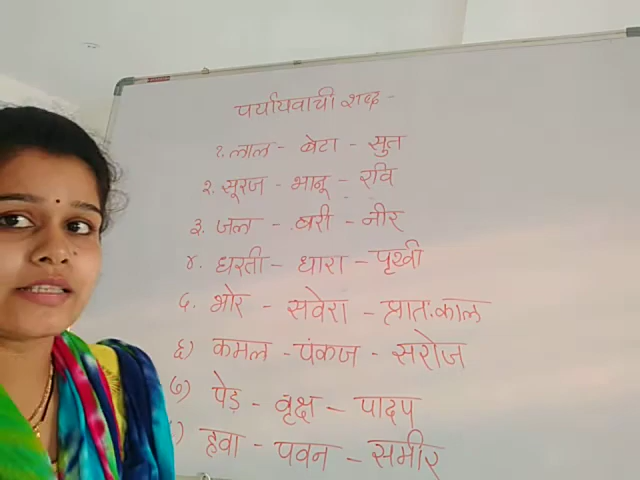 पर्यायवाची शब्द -
१. लाल - बेटा - सुत
२. सूरज - भानू - रवि
३. जल - बरी - नीर
४. धरती - धारा - पृथ्वी
५. भोर - सवेरा - प्रात:काल
६) कमल - पंकज - सरोज
७) पेड़ - वृक्ष - पादप
) हवा - पवन - समीर